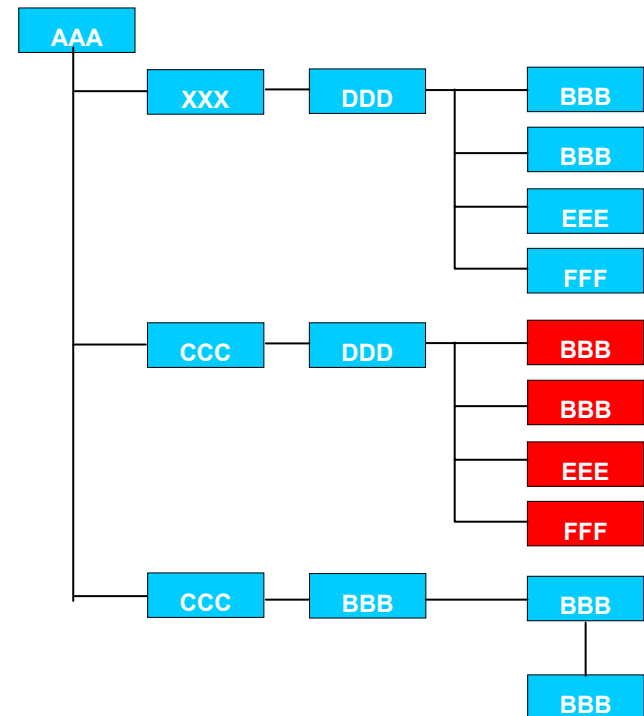 AAA
XXX DDD BBB
BBB
EEE
FFF
CCC DDD BBB
BBB
EEE
FFF
CCC BBB BBB
BBB